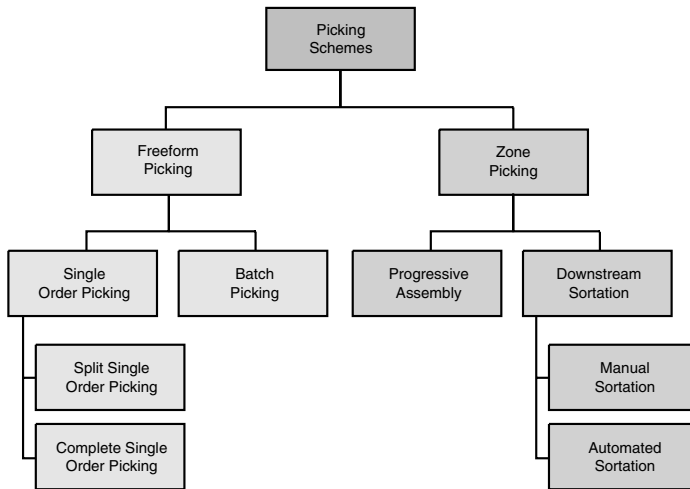 Picking
Schemes
Freeform
Picking
Zone
Picking
Single
Order Picking
Batch
Picking
Progressive
Assembly
Downstream
Sortation
Split Single
Order Picking
Manual
Sortation
Complete Single
Order Picking
Automated
Sortation